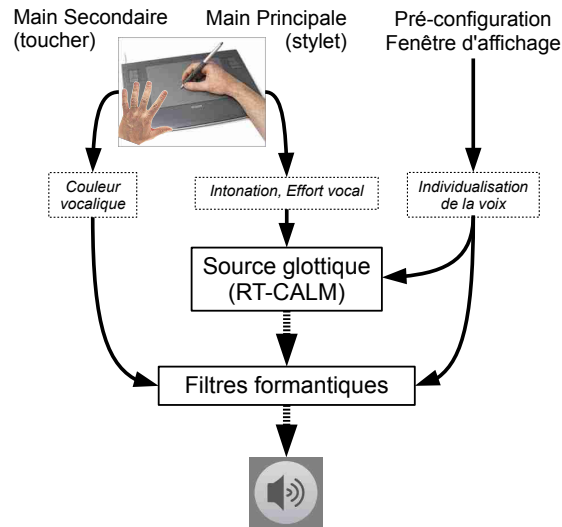 Main Secondaire
(toucher)
Main Principale
(stylet)
Pré-configuration
Fenêtre d'affichage
Couleur
vocalique
Intonation, Effort vocal
Individualisation
de la voix
Source glottique
(RT-CALM)
Filtres formantiques